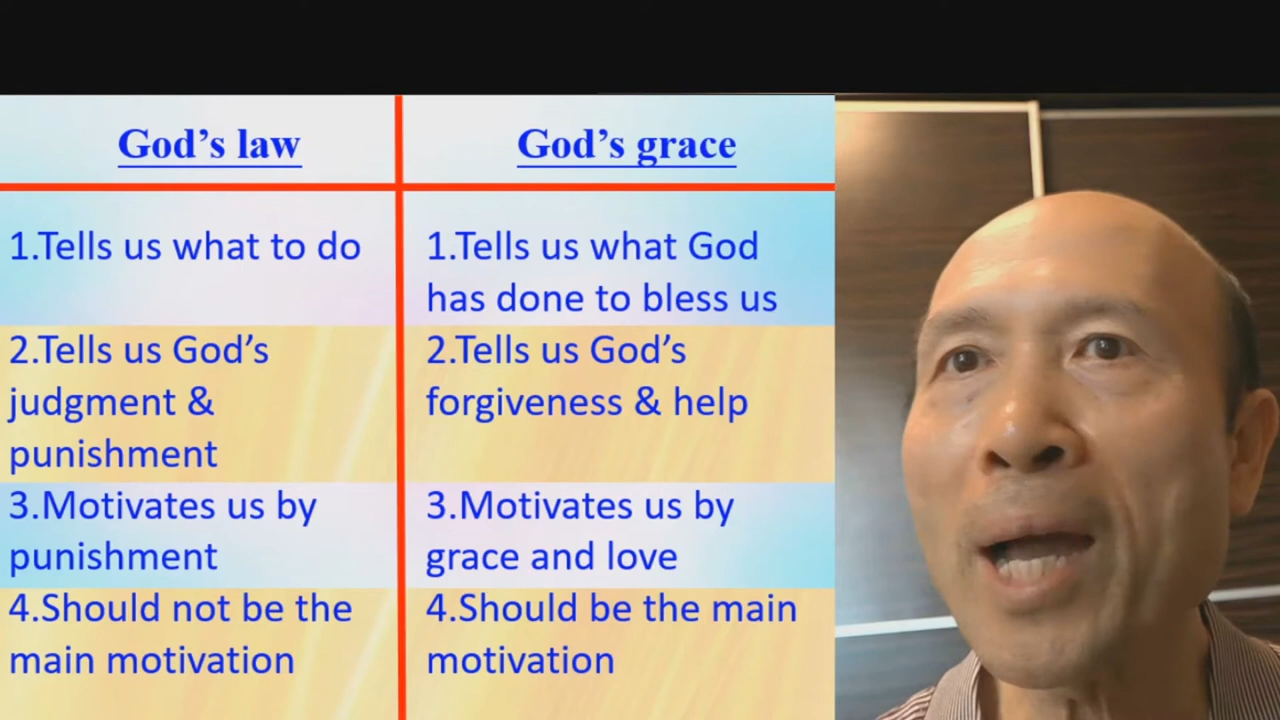 God's law
God's grace
1.Tells us what to do
1.Tells us what God
has done to bless us
2.Tells us God's
judgment &
punishment
2.Tells us God's
forgiveness & help
3.Motivates us by
punishment
3.Motivates us by
grace and love
4.Should not be the
main motivation
4.Should be the main
motivation